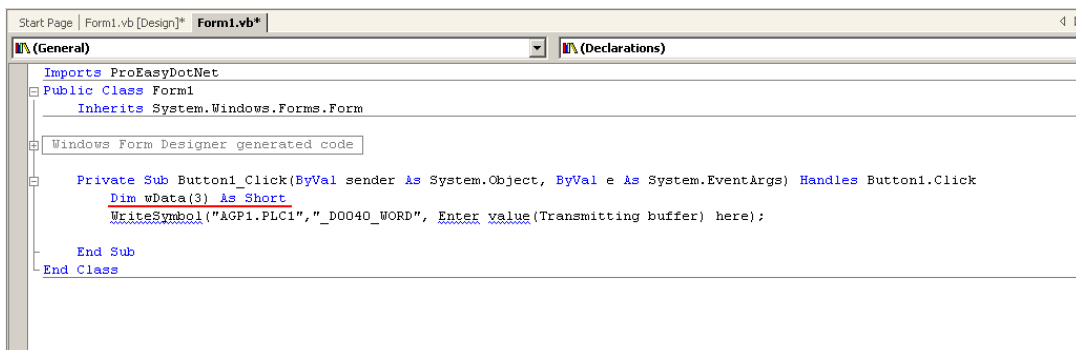 Start Page Form1.vb [Design]* Form1.vb*
(General) (Declarations)
Imports ProEasyDotNet
Public Class Form1
Inherits System.Windows.Forms.Form
Windows Form Designer generated code
Private Sub Button1_Click(ByVal sender As System.Object, ByVal e As System.EventArgs) Handles Button1.Click
Dim wData(3) As Short
WriteSymbol("AGP1.PLC1","_D0040_WORD", Enter value(Transmitting buffer) here);
End Sub
End Class